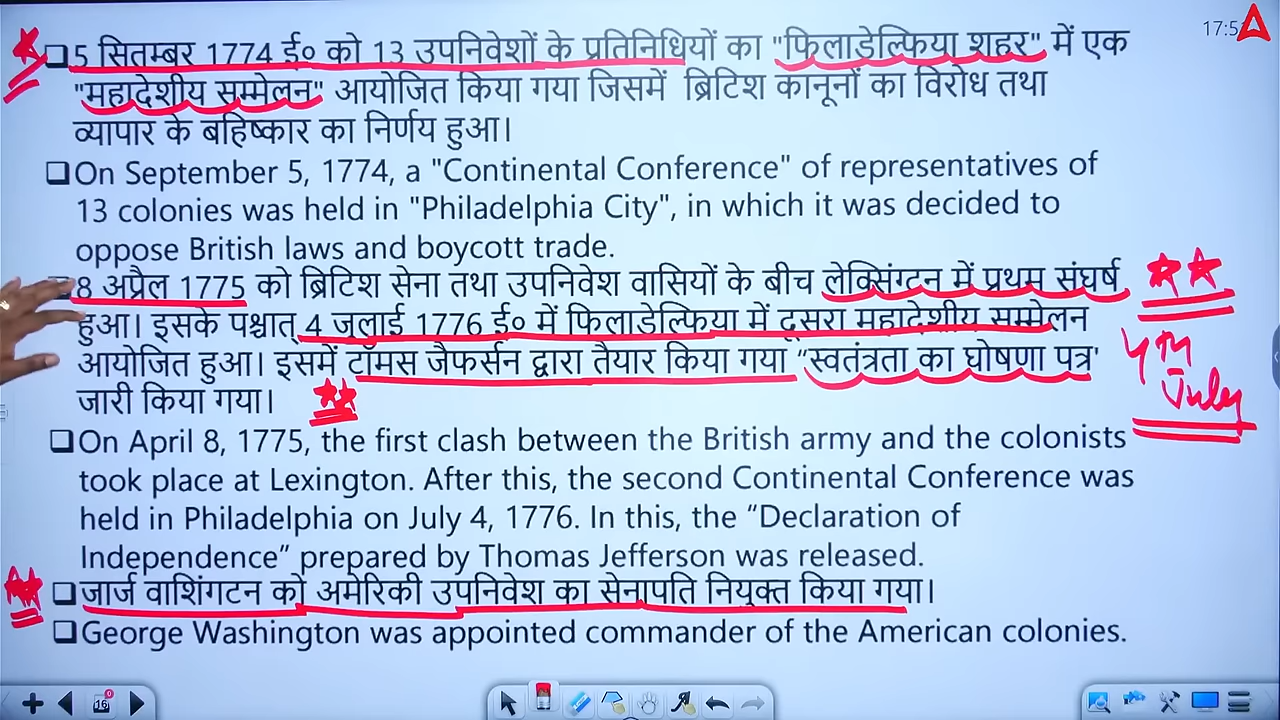 17:5
5 सितम्बर 1774 ई० को 13 उपनिवेशों के प्रतिनिधियों का "फिलाडेल्फिया शहर" में एक
"महादेशीय सम्मेलन" आयोजित किया गया जिसमें ब्रिटिश कानूनों का विरोध तथा
व्यापार के बहिष्कार का निर्णय हुआ।
On September 5, 1774, a "Continental Conference" of representatives of
13 colonies was held in "Philadelphia City", in which it was decided to
oppose British laws and boycott trade.
8 अप्रैल 1775 को ब्रिटिश सेना तथा उपनिवेश वासियों के बीच लेक्सिंगटन में प्रथम संघर्ष
हुआ। इसके पश्चात् 4 जुलाई 1776 ई० में फिलाडेल्फिया में दूसरा महादेशीय सम्मेलन
आयोजित हुआ। इसमें टॉमस जैफर्सन द्वारा तैयार किया गया “स्वतंत्रता का घोषणा पत्र'
जारी किया गया।
4th
July
On April 8, 1775, the first clash between the British army and the colonists
took place at Lexington. After this, the second Continental Conference was
held in Philadelphia on July 4, 1776. In this, the “Declaration of
Independence” prepared by Thomas Jefferson was released.
जार्ज वाशिंगटन को अमेरिकी उपनिवेश का सेनापति नियुक्त किया गया।
George Washington was appointed commander of the American colonies.
16